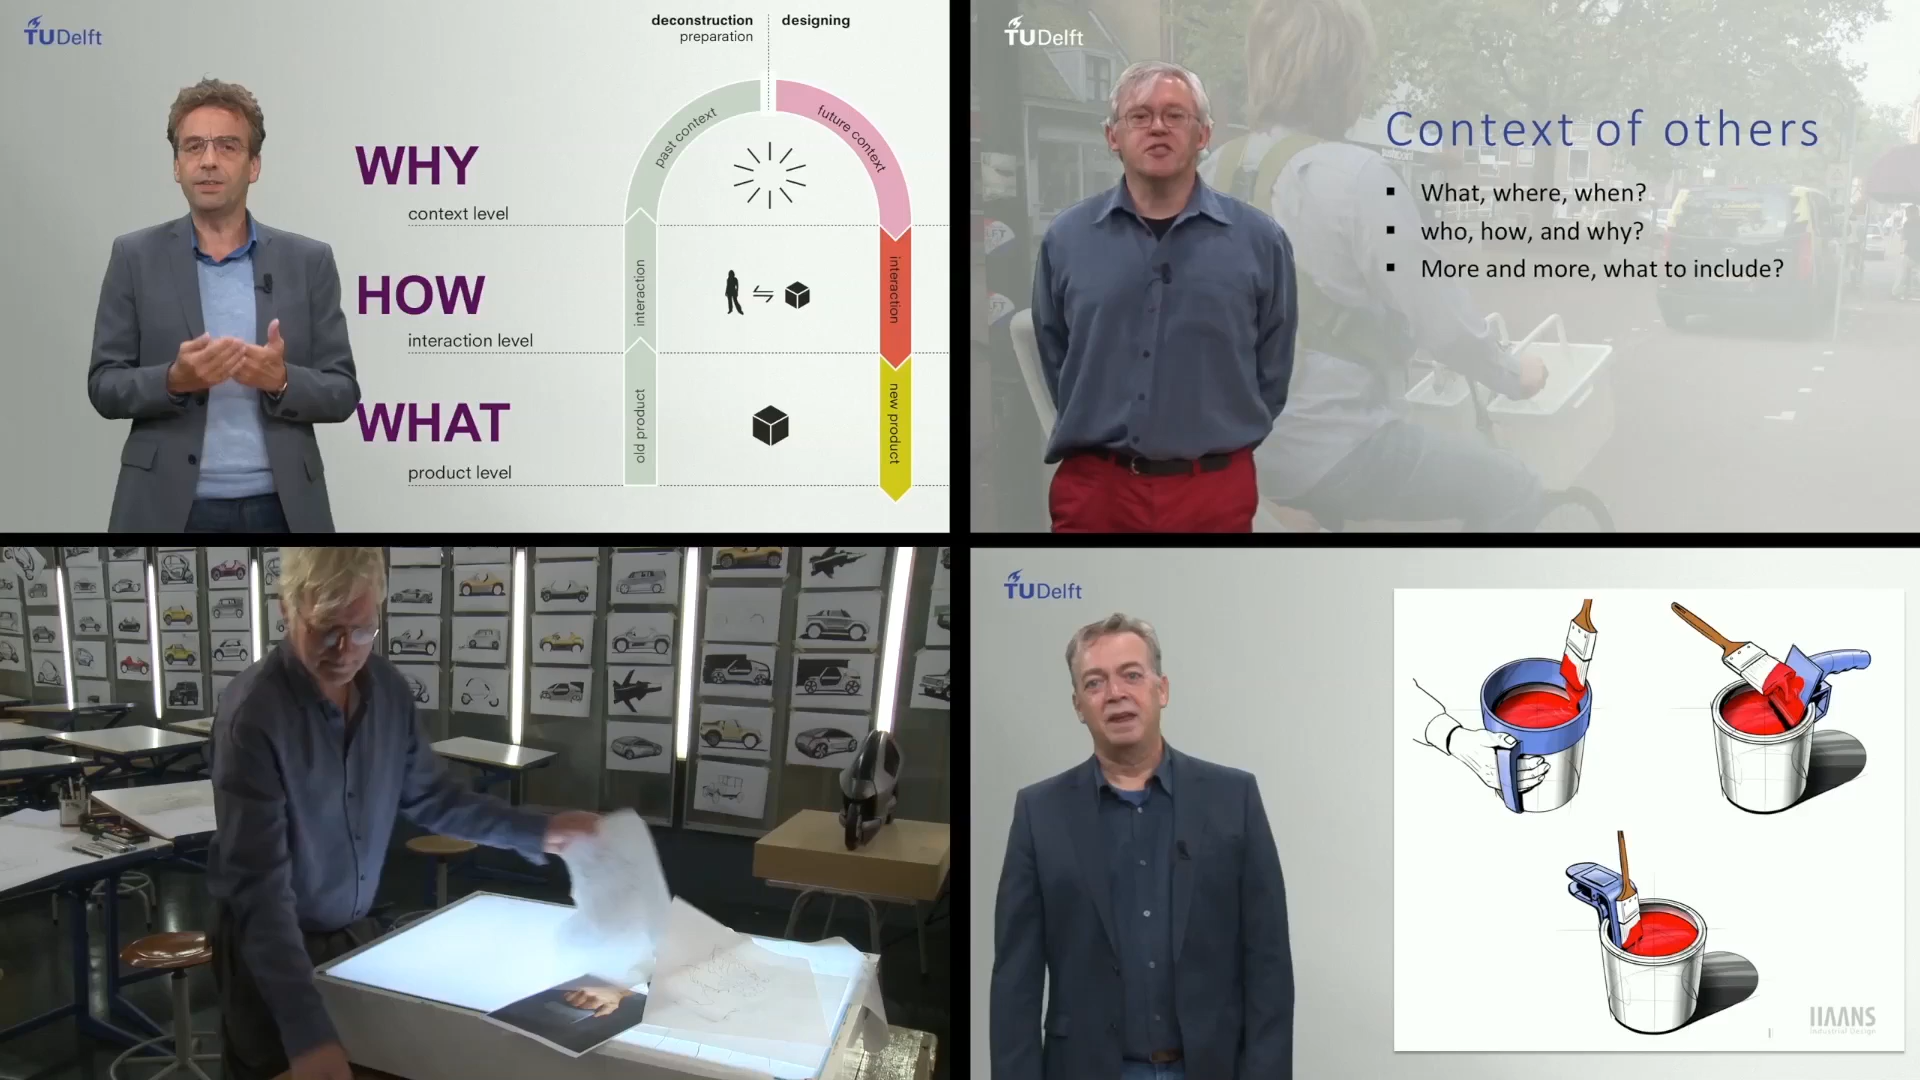 TUDelft
deconstruction
preparation
designing
past context
future context
WHY
context level
HOW
interaction level
interaction
interaction
WHAT
product level
old product
new product
TUDelft
Context of others
▪ What, where, when?
▪ who, how, and why?
▪ More and more, what to include?
TUDelft
IIAANS
Industrial Design